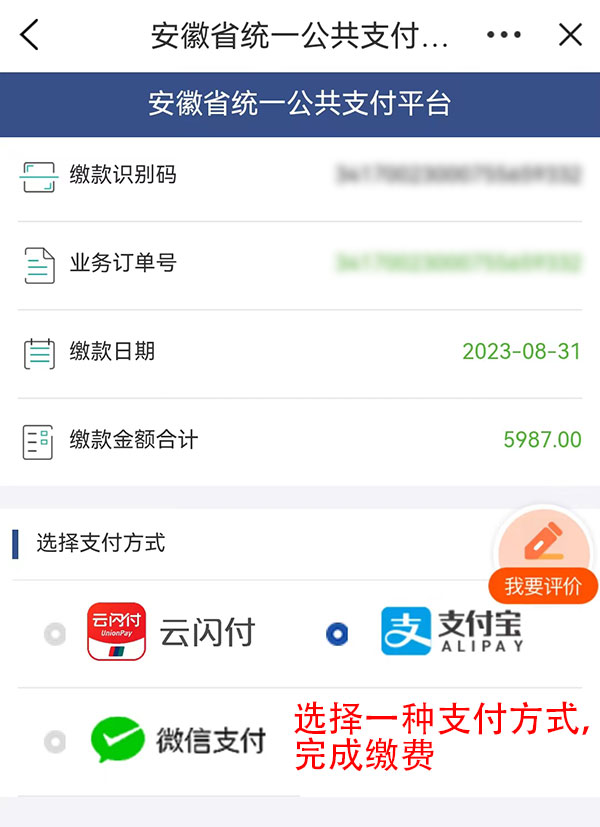 安徽省统一公共支付...
安徽省统一公共支付平台
缴款识别码
业务订单号
缴款日期 2023-08-31
缴款金额合计 5987.00
选择支付方式
我要评价
云闪付 UnionPay 云闪付
支 支付宝 ALIPAY
微信支付
选择一种支付方式,
完成缴费